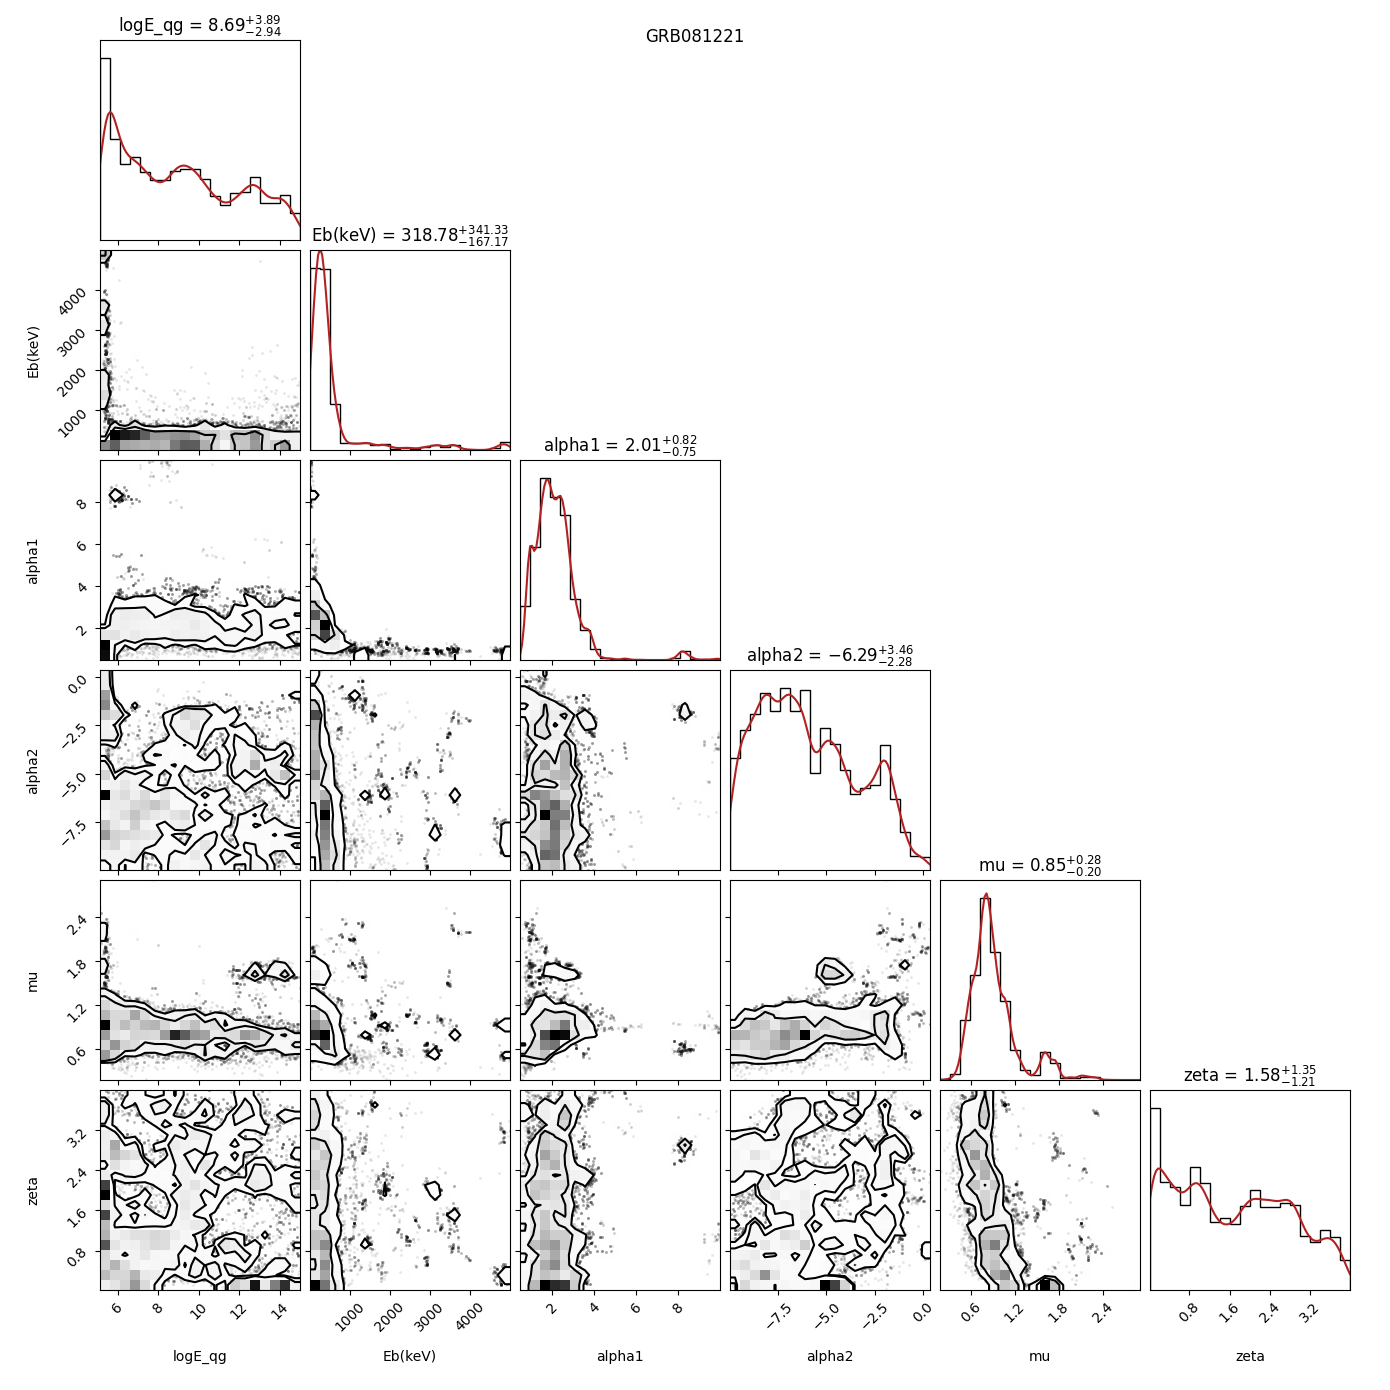 GRB081221
logE_qg = 8.69+3.89−2.94
Eb(keV) = 318.78+341.33−167.17
Eb(keV)
4000
3000
2000
1000
alpha1 = 2.01+0.82−0.75
alpha1
8
6
4
2
alpha2 = −6.29+3.46−2.28
alpha2
0.0
−2.5
−5.0
−7.5
mu = 0.85+0.28−0.20
mu
2.4
1.8
1.2
0.6
zeta = 1.58+1.35−1.21
zeta
3.2
2.4
1.6
0.8
6 8 10 12 14
1000 2000 3000 4000
2 4 6 8
−7.5 −5.0 −2.5 0.0
0.6 1.2 1.8 2.4
0.8 1.6 2.4 3.2
logE_qg
Eb(keV)
alpha1
alpha2
mu
zeta